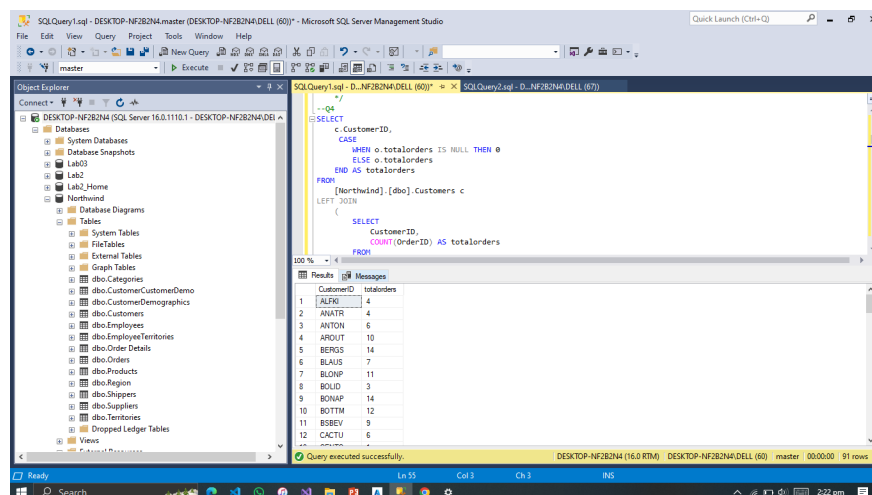 SQLQuery1.sql - DESKTOP-NF2B2N4.master (DESKTOP-NF2B2N4\DELL (60))* - Microsoft SQL Server Management Studio
Quick Launch (Ctrl+Q)
File Edit View Query Project Tools Window Help
New Query
master
Execute
Object Explorer
SQLQuery1.sql - D...NF2B2N4\DELL (60))*
SQLQuery2.sql - D...NF2B2N4\DELL (67))
Connect
DESKTOP-NF2B2N4 (SQL Server 16.0.1110.1 - DESKTOP-NF2B2N4\DEL
Databases
System Databases
Database Snapshots
Lab03
Lab2
Lab2_Home
Northwind
Database Diagrams
Tables
System Tables
FileTables
External Tables
Graph Tables
dbo.Categories
dbo.CustomerCustomerDemo
dbo.CustomerDemographics
dbo.Customers
dbo.Employees
dbo.EmployeeTerritories
dbo.Order Details
dbo.Orders
dbo.Products
dbo.Region
dbo.Shippers
dbo.Suppliers
dbo.Territories
Dropped Ledger Tables
Views
External Resources
*/
--Q4
SELECT
c.CustomerID,
CASE
WHEN o.totalorders IS NULL THEN 0
ELSE o.totalorders
END AS totalorders
FROM
[Northwind].[dbo].Customers c
LEFT JOIN
(
SELECT
CustomerID,
COUNT(OrderID) AS totalorders
FROM
100 %
Results Messages
CustomerID totalorders
1 ALFKI 4
2 ANATR 4
3 ANTON 6
4 AROUT 10
5 BERGS 14
6 BLAUS 7
7 BLONP 11
8 BOLID 3
9 BONAP 14
10 BOTTM 12
11 BSBEV 9
12 CACTU 6
Query executed successfully.
DESKTOP-NF2B2N4 (16.0 RTM) DESKTOP-NF2B2N4\DELL (60) master 00:00:00 91 rows
Ready
Ln 55 Col 3 Ch 3 INS
Search
2:22 pm